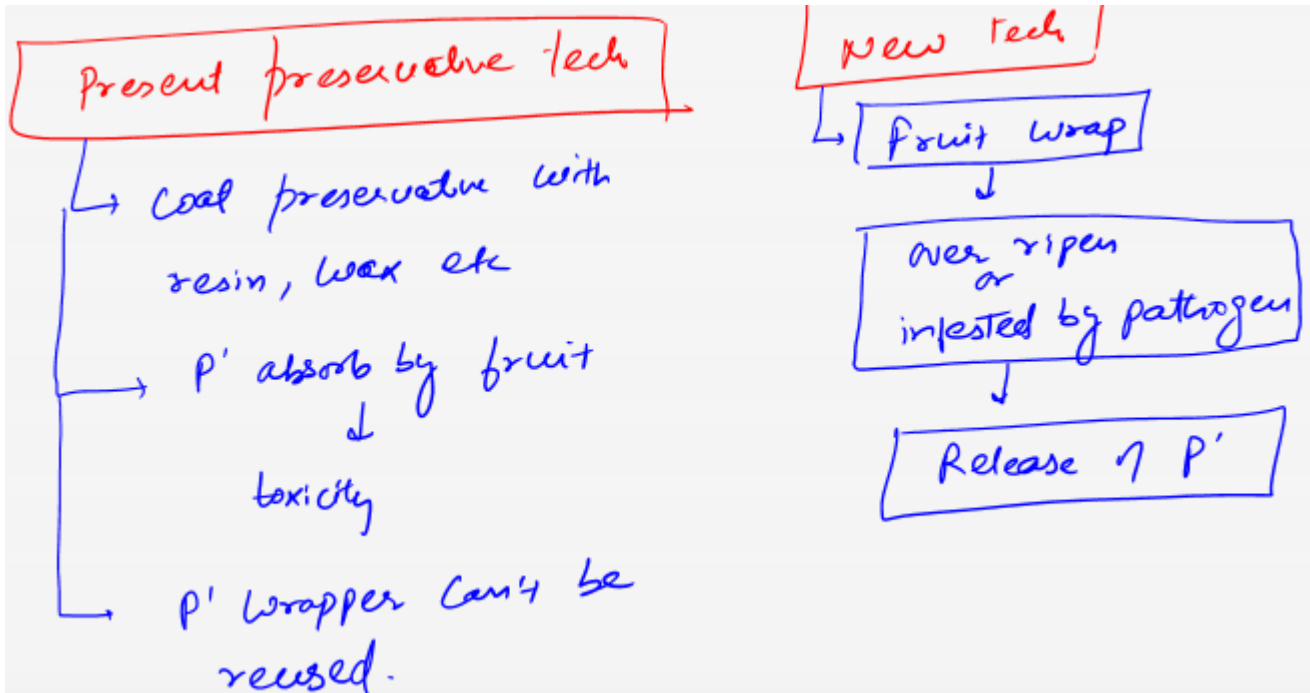 Present preservative tech
Coat preservative with
resin, wax etc
P' absorb by fruit
toxicity
P' wrapper can't be
reused.
New Tech
fruit wrap
over ripen
or
infested by pathogen
Release of P'